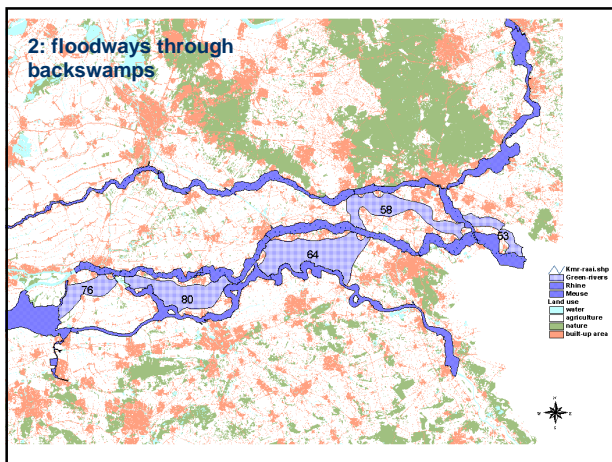 2: floodways through
backswamps
58
53
64
76
80
Kmr-raai.shp
Green-rivers
Rhine
Meuse
Land use
water
agriculture
nature
built-up area
N
W E
S